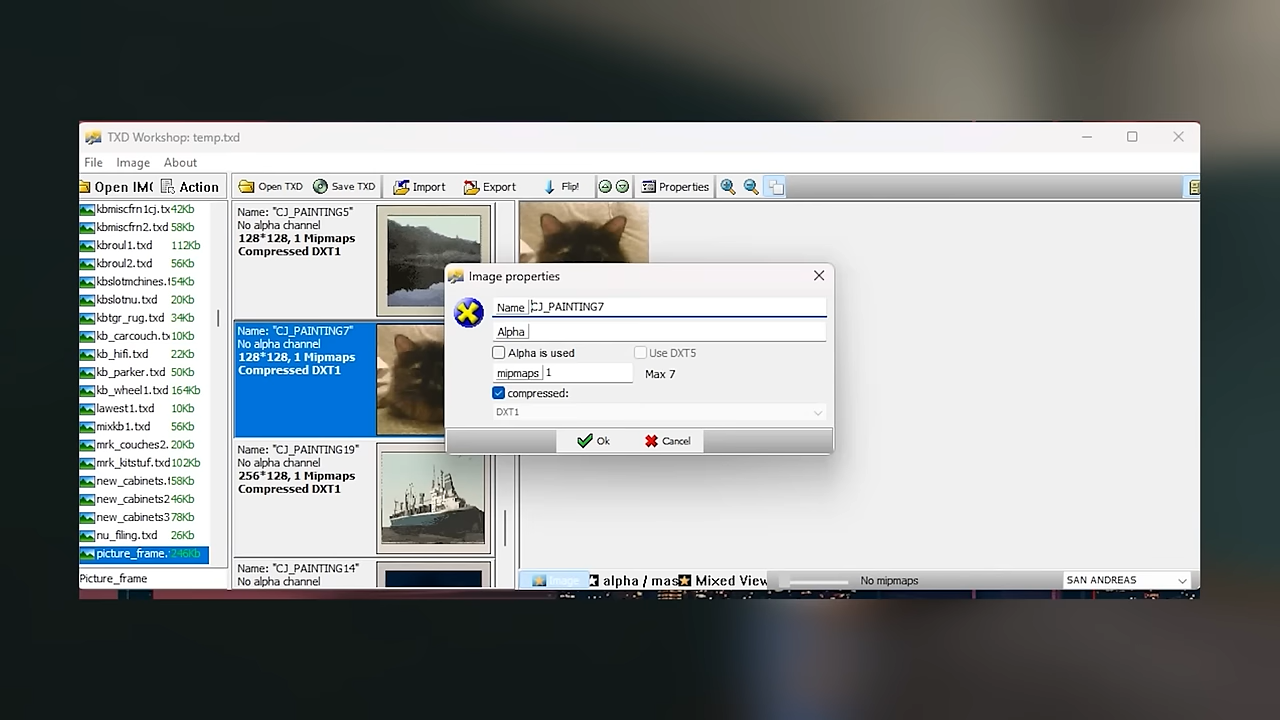 TXD Workshop: temp.txd
File Image About
Open IMG Action Open TXD Save TXD Import Export Flip! Properties
kbmiscfrn1cj.tx 42Kb
kbmiscfrn2.txd 58Kb
kbroul1.txd 112Kb
kbroul2.txd 56Kb
kbslotmchines.t 54Kb
kbslotnu.txd 20Kb
kbtgr_rug.txd 34Kb
kb_carcouch.tx 10Kb
kb_hifi.txd 22Kb
kb_parker.txd 50Kb
kb_wheel1.txd 164Kb
lawest1.txd 10Kb
mixkb1.txd 56Kb
mrk_couches2. 20Kb
mrk_kitstuf.txd 102Kb
new_cabinets.t 58Kb
new_cabinets2 46Kb
new_cabinets3 78Kb
nu_filing.txd 26Kb
picture_frame. 246Kb
Picture_frame
Name: "CJ_PAINTING5"
No alpha channel
128*128, 1 Mipmaps
Compressed DXT1
Name: "CJ_PAINTING7"
No alpha channel
128*128, 1 Mipmaps
Compressed DXT1
Name: "CJ_PAINTING19"
No alpha channel
256*128, 1 Mipmaps
Compressed DXT1
Name: "CJ_PAINTING14"
No alpha channel
Image properties
Name CJ_PAINTING7
Alpha
Alpha is used Use DXT5
mipmaps 1 Max 7
compressed:
DXT1
Ok Cancel
Image alpha / mas Mixed View No mipmaps SAN ANDREAS